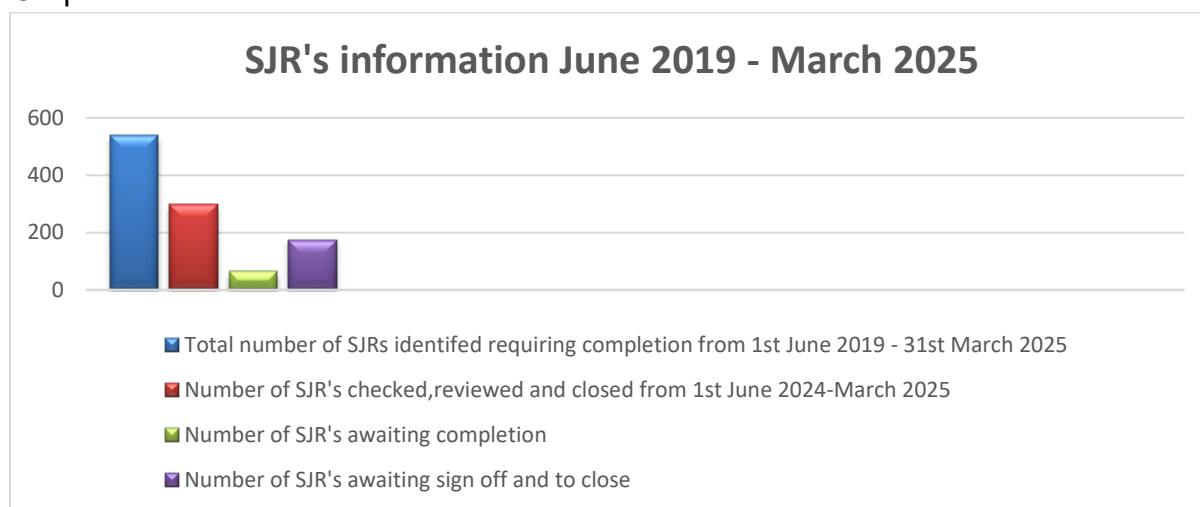 SJR's information June 2019 - March 2025
600
400
200
0
Total number of SJRs identifed requiring completion from 1st June 2019 - 31st March 2025
Number of SJR's checked,reviewed and closed from 1st June 2024-March 2025
Number of SJR's awaiting completion
Number of SJR's awaiting sign off and to close